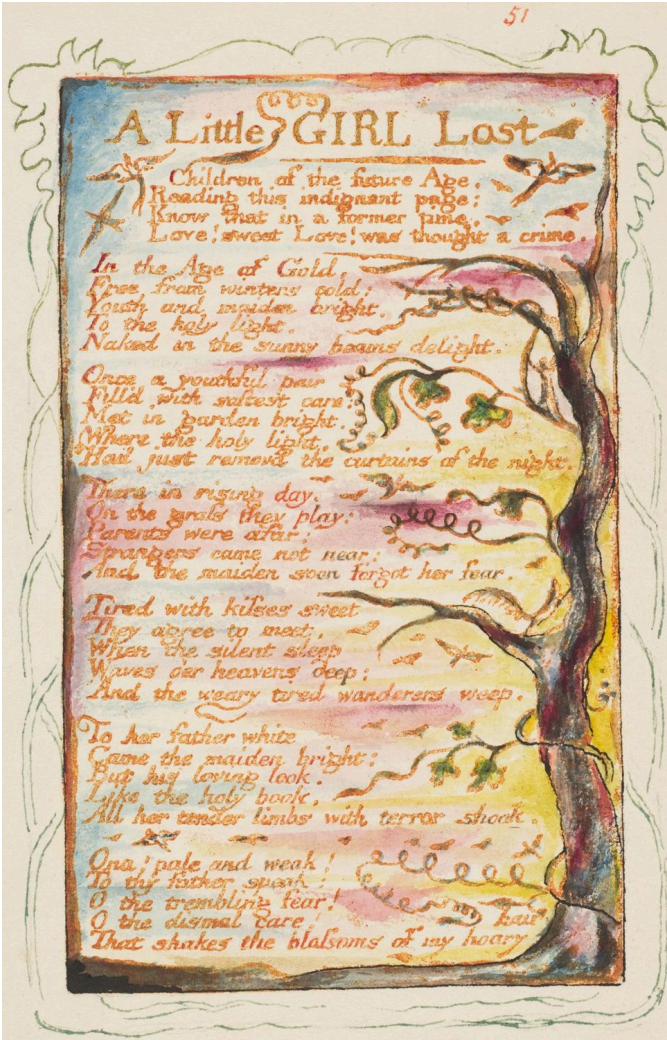 51
A Little GIRL Lost
Children of the future Age,
Reading this indignant page:
Know that in a former time,
Love! sweet Love! was thought a crime.
In the Age of Gold,
Free from winters cold:
Youth and maiden bright,
To the holy light,
Naked in the sunny beams delight.
Once a youthful pair
Fill'd with softest care:
Met in garden bright,
Where the holy light,
Had just removd the curtains of the night.
There in rising day,
On the grass they play:
Parents were afar:
Strangers came not near:
And the maiden soon forgot her fear.
Tired with kisses sweet
They agree to meet,
When the silent sleep
Waves o'er heavens deep:
And the weary tired wanderers weep.
To her father white
Came the maiden bright:
But his loving look,
Like the holy book,
All her tender limbs with terror shook.
Ona! pale and weak!
To thy father speak:
O the trembling fear!
O the dismal care!
That shakes the blossoms of my hoary hair